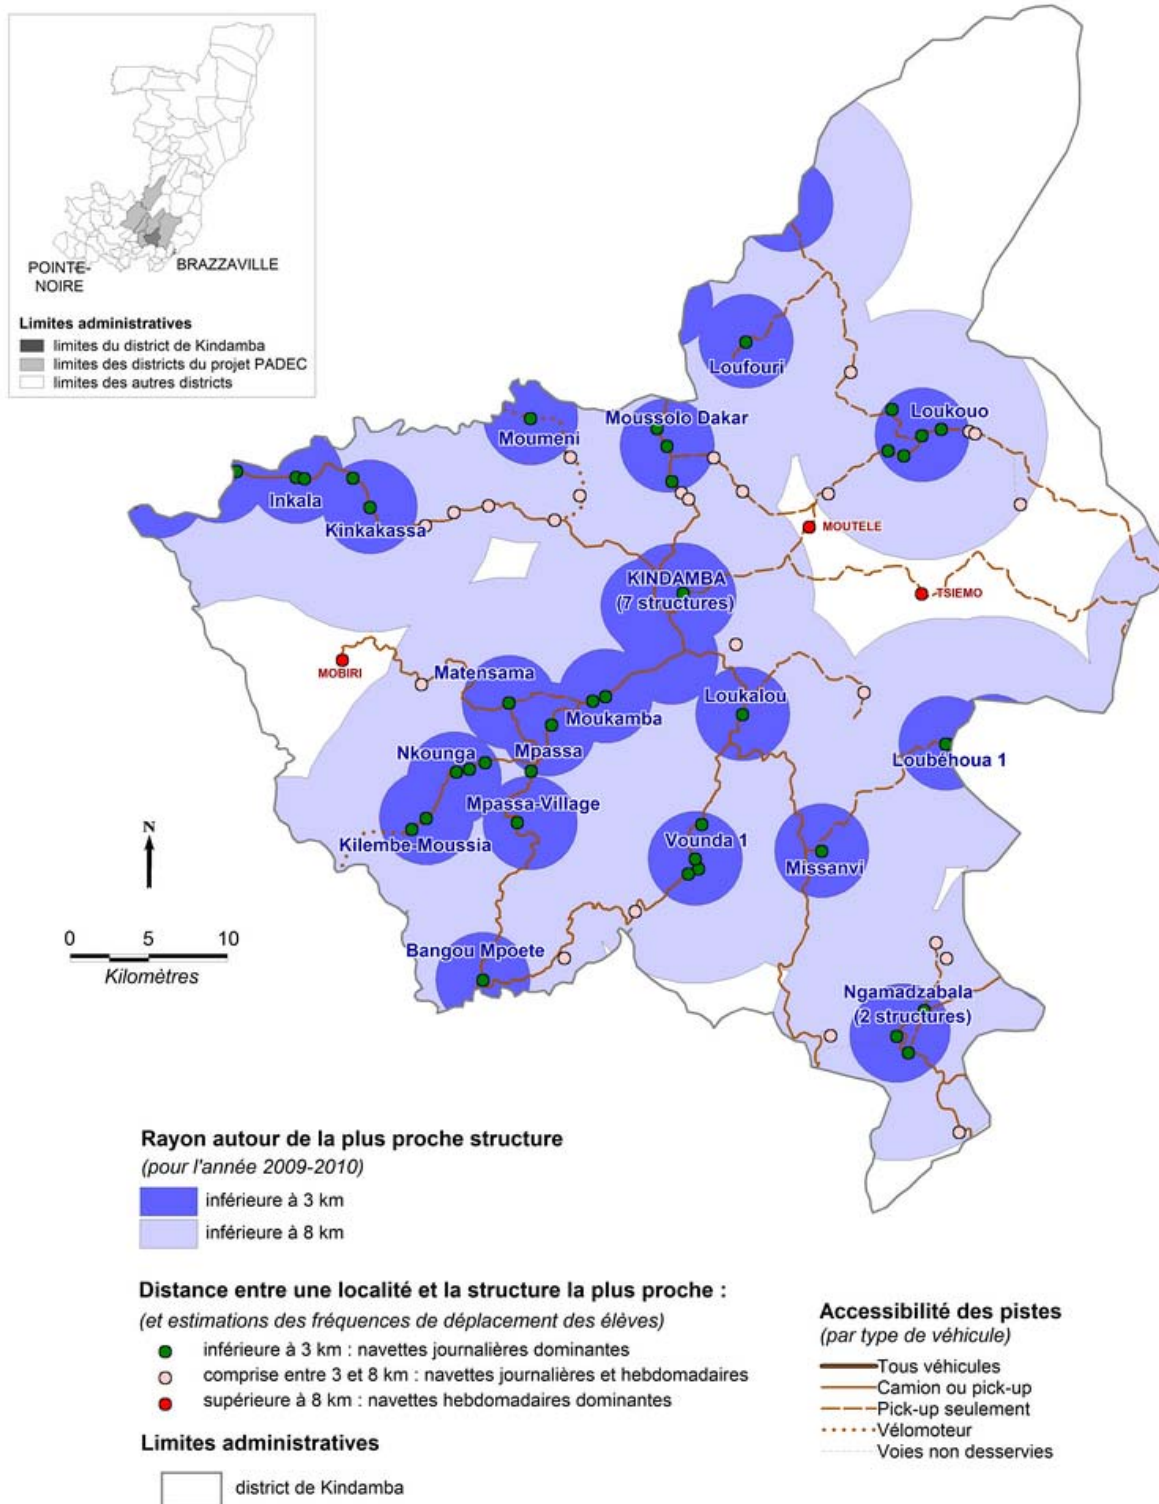 POINTE-
NOIRE
BRAZZAVILLE
Limites administratives
limites du district de Kindamba
limites des districts du projet PADEC
limites des autres districts
Loufouri
Loukouo
Moussolo Dakar
Moumeni
Inkala
Kinkakassa
MOUTELE
KINDAMBA
(7 structures)
TSIEMO
MOBIRI
Matensama
Loukalou
Moukamba
Nkounga
Mpassa
Loubéhoua 1
Mpassa-Village
Kilembe-Moussia
Vounda 1
Missanvi
N
0 5 10
Kilomètres
Bangou Mpoete
Ngamadzabala
(2 structures)
Rayon autour de la plus proche structure
(pour l'année 2009-2010)
inférieure à 3 km
inférieure à 8 km
Distance entre une localité et la structure la plus proche :
(et estimations des fréquences de déplacement des élèves)
inférieure à 3 km : navettes journalières dominantes
comprise entre 3 et 8 km : navettes journalières et hebdomadaires
supérieure à 8 km : navettes hebdomadaires dominantes
Limites administratives
district de Kindamba
Accessibilité des pistes
(par type de véhicule)
Tous véhicules
Camion ou pick-up
Pick-up seulement
Vélomoteur
Voies non desservies